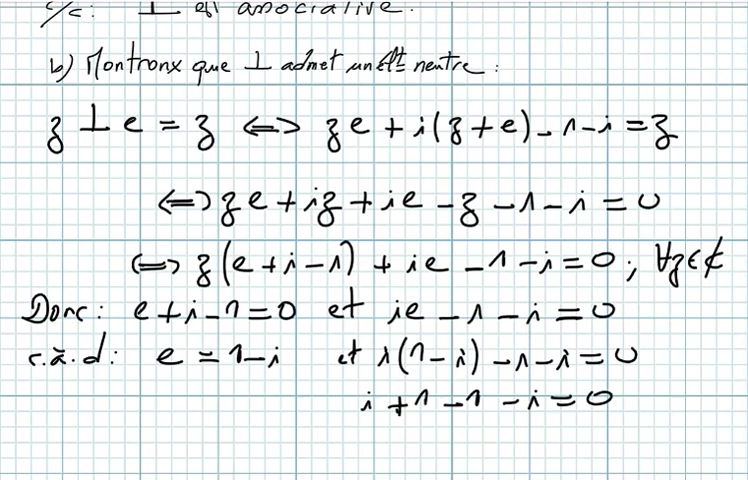 c/c: ⊥ est associative.
b) Montronx que ⊥ admet un élt neutre :
z ⊥ e = z ⟺ ze + i(z+e) - 1 - i = z
⟺ ze + iz + ie - z - 1 - i = 0
⟺ z(e + i - 1) + ie - 1 - i = 0 ; ∀z ∈ ℂ
Donc : e + i - 1 = 0 et ie - 1 - i = 0
c.à.d : e = 1 - i et i(1 - i) - 1 - i = 0
i + 1 - 1 - i = 0